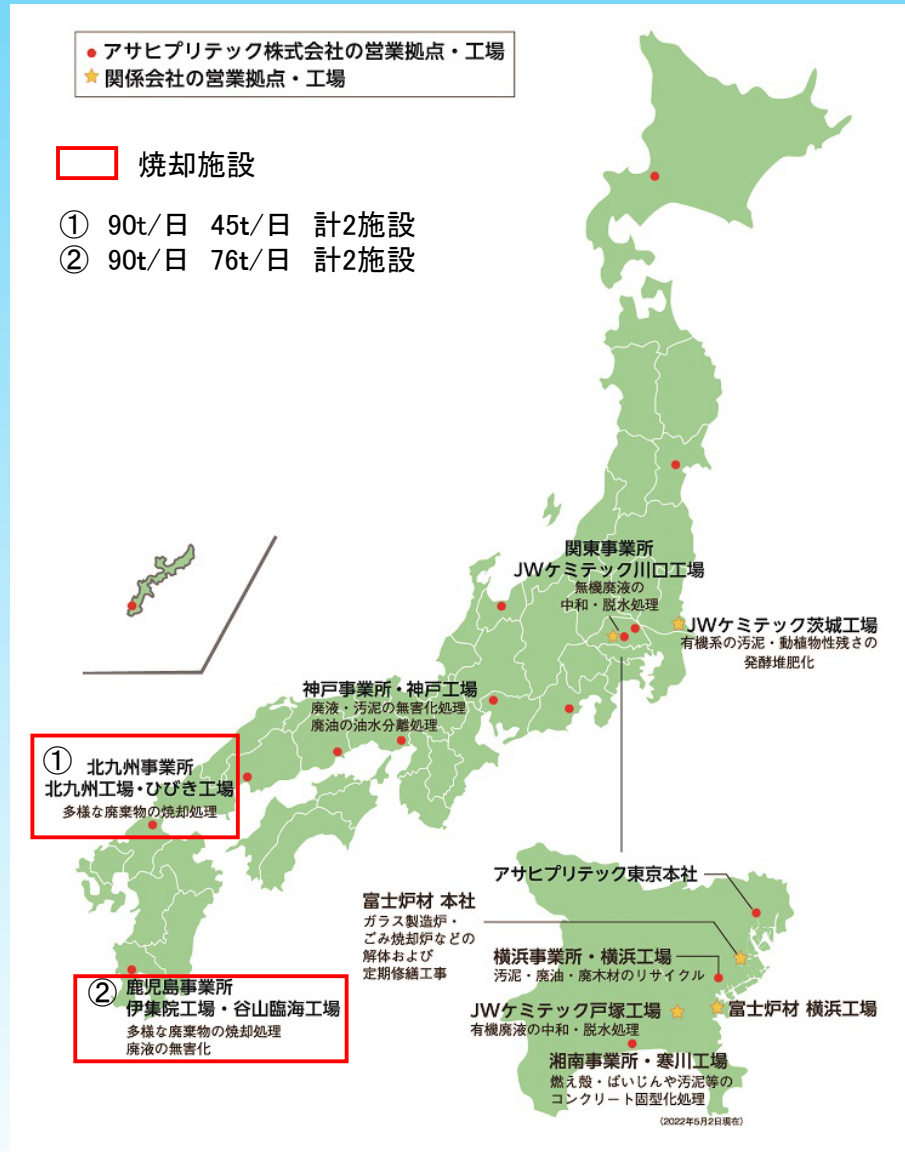 ● アサヒプリテック株式会社の営業拠点・工場
★ 関係会社の営業拠点・工場
焼却施設
① 90t/日 45t/日 計2施設
② 90t/日 76t/日 計2施設
関東事業所
JWケミテック川口工場
無機廃液の
中和・脱水処理
JWケミテック茨城工場
有機系の汚泥・動植物性残さの
発酵堆肥化
神戸事業所・神戸工場
廃液・汚泥の無害化処理
廃油の油水分離処理
① 北九州事業所
北九州工場・ひびき工場
多様な廃棄物の焼却処理
② 鹿児島事業所
伊集院工場・谷山臨海工場
多様な廃棄物の焼却処理
廃液の無害化
アサヒプリテック東京本社
富士炉材 本社
ガラス製造炉・
ごみ焼却炉などの
解体および
定期修繕工事
横浜事業所・横浜工場
汚泥・廃油・廃木材のリサイクル
JWケミテック戸塚工場
有機廃液の中和・脱水処理
富士炉材 横浜工場
湘南事業所・寒川工場
燃え殻・ばいじんや汚泥等の
コンクリート固型化処理
(2022年5月2日現在)